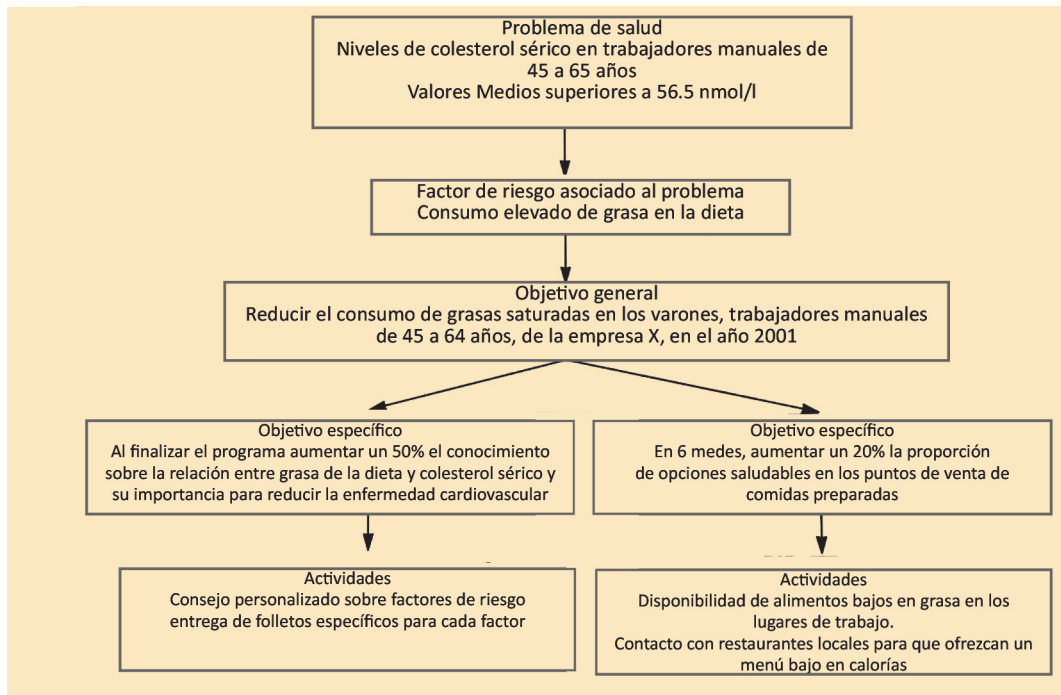 Problema de salud
Niveles de colesterol sérico en trabajadores manuales de
45 a 65 años
Valores Medios superiores a 56.5 nmol/l
Factor de riesgo asociado al problema
Consumo elevado de grasa en la dieta
Objetivo general
Reducir el consumo de grasas saturadas en los varones, trabajadores manuales
de 45 a 64 años, de la empresa X, en el año 2001
Objetivo específico
Al finalizar el programa aumentar un 50% el conocimiento
sobre la relación entre grasa de la dieta y colesterol sérico y
su importancia para reducir la enfermedad cardiovascular
Objetivo específico
En 6 medes, aumentar un 20% la proporción
de opciones saludables en los puntos de venta de
comidas preparadas
Actividades
Consejo personalizado sobre factores de riesgo
entrega de folletos específicos para cada factor
Actividades
Disponibilidad de alimentos bajos en grasa en los
lugares de trabajo.
Contacto con restaurantes locales para que ofrezcan un
menú bajo en calorías